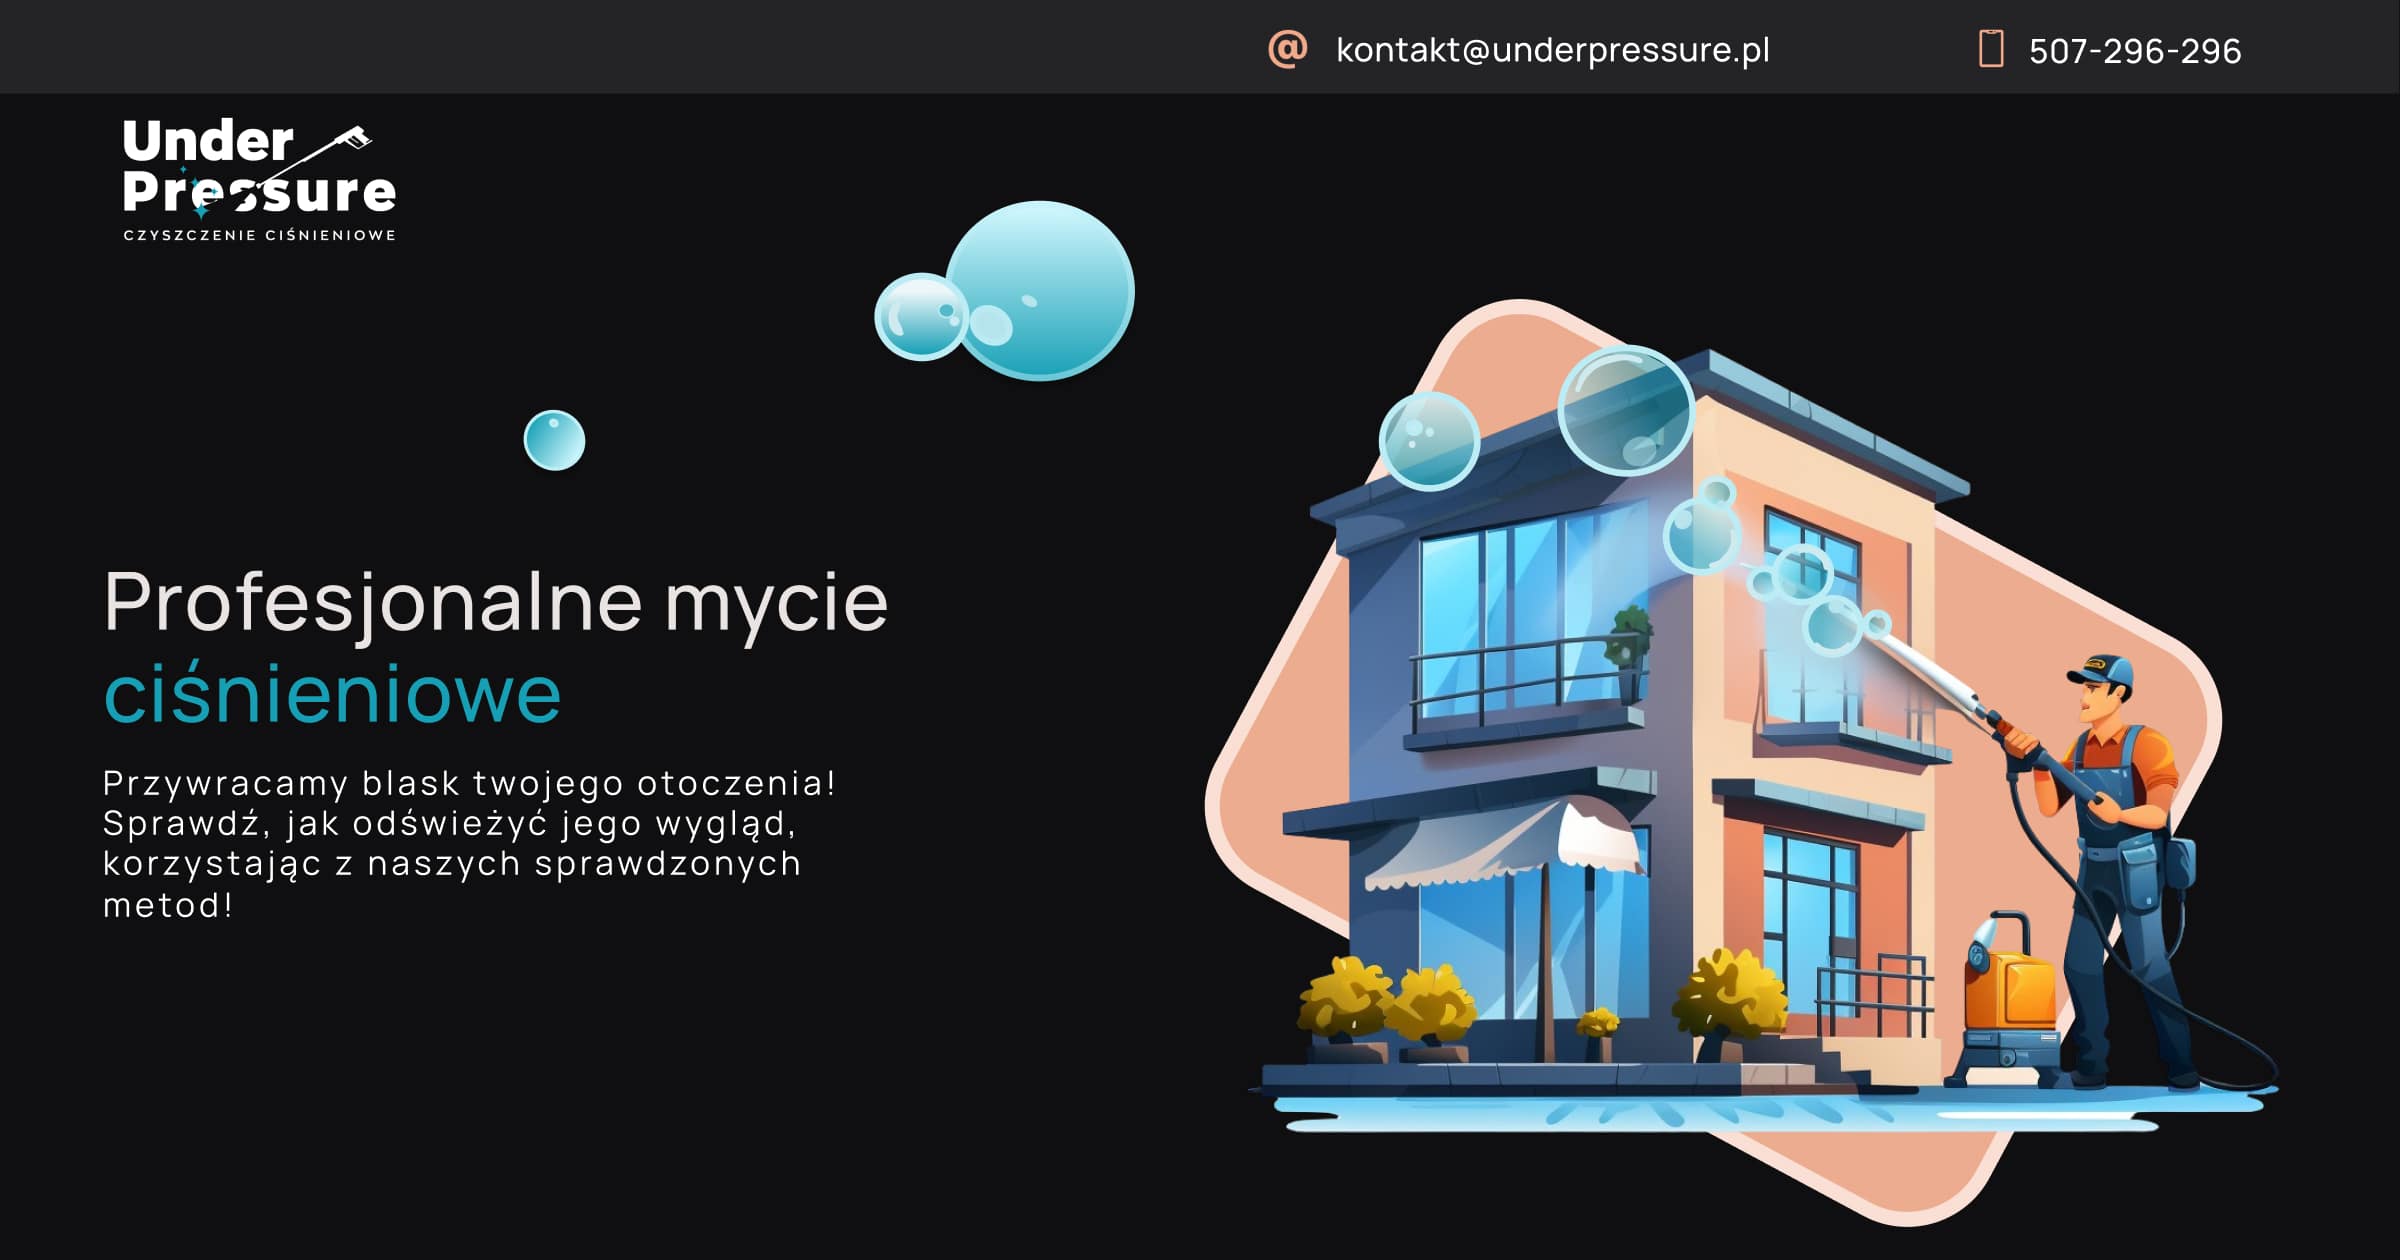 kontakt@underpressure.pl
507-296-296
Under
Pressure
CZYSZCZENIE CIŚNIENIOWE
Profesjonalne mycie
ciśnieniowe
Przywracamy blask twojego otoczenia!
Sprawdź, jak odświeżyć jego wygląd,
korzystając z naszych sprawdzonych
metod!